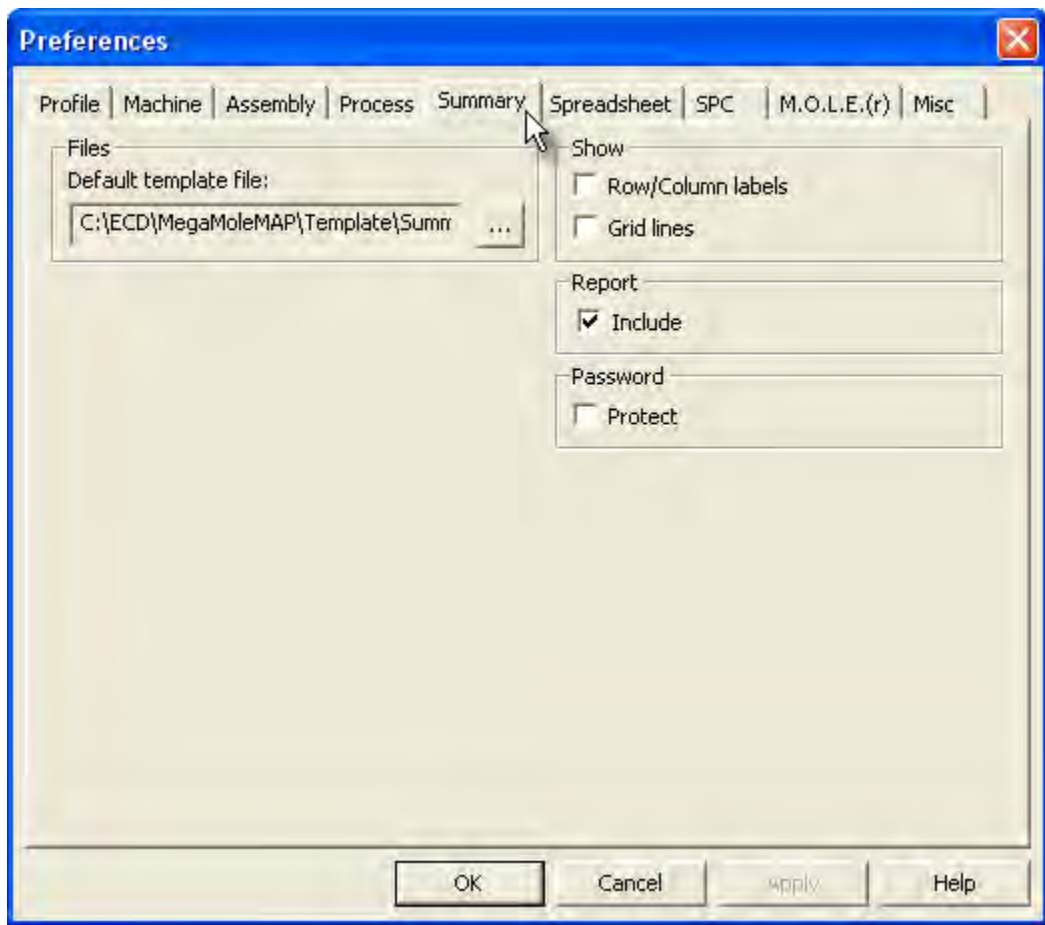 Preferences
Profile Machine Assembly Process Summary Spreadsheet SPC M.O.L.E.(r) Misc
Files
Default template file:
C:\ECD\MegaMoleMAP\Template\Summ
...
Show
Row/Column labels
Grid lines
Report
Include
Password
Protect
OK Cancel Apply Help